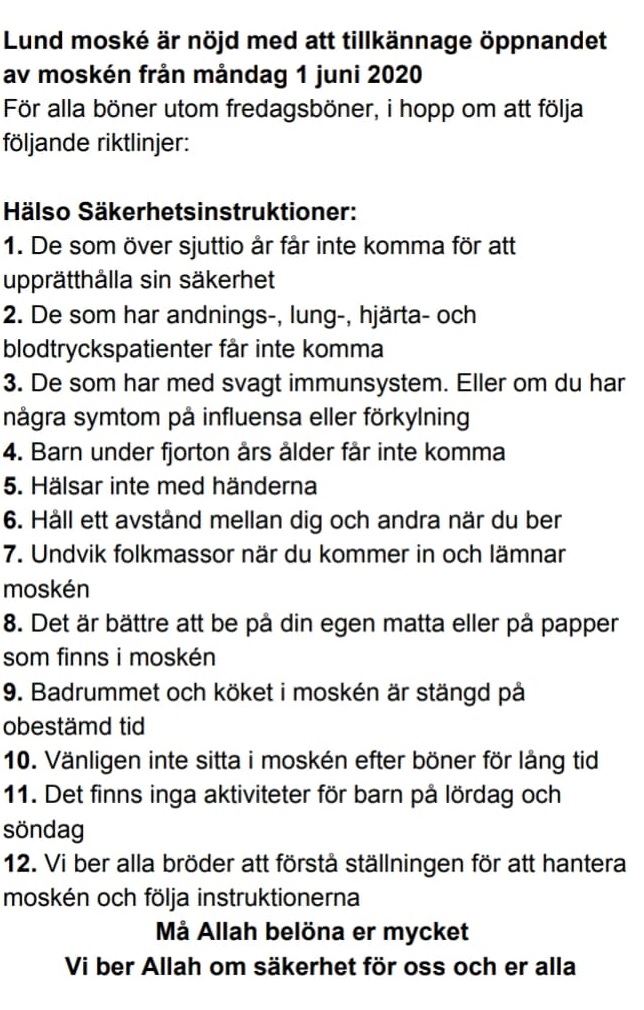 Lund moské är nöjd med att tillkännage öppnandet
av moskén från måndag 1 juni 2020
För alla böner utom fredagsböner, i hopp om att följa
följande riktlinjer:
Hälso Säkerhetsinstruktioner:
1. De som över sjuttio år får inte komma för att
upprätthålla sin säkerhet
2. De som har andnings-, lung-, hjärta- och
blodtryckspatienter får inte komma
3. De som har med svagt immunsystem. Eller om du har
några symtom på influensa eller förkylning
4. Barn under fjorton års ålder får inte komma
5. Hälsar inte med händerna
6. Håll ett avstånd mellan dig och andra när du ber
7. Undvik folkmassor när du kommer in och lämnar
moskén
8. Det är bättre att be på din egen matta eller på papper
som finns i moskén
9. Badrummet och köket i moskén är stängd på
obestämd tid
10. Vänligen inte sitta i moskén efter böner för lång tid
11. Det finns inga aktiviteter för barn på lördag och
söndag
12. Vi ber alla bröder att förstå ställningen för att hantera
moskén och följa instruktionerna
Må Allah belöna er mycket
Vi ber Allah om säkerhet för oss och er alla